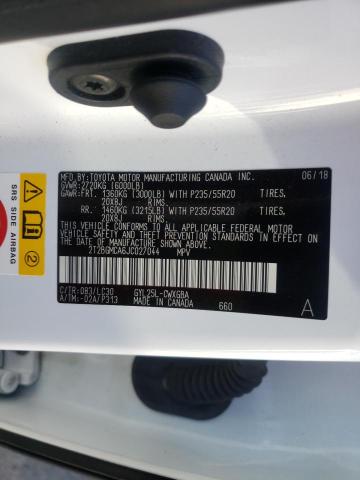 MFD. BY: TOYOTA MOTOR MANUFACTURING CANADA INC. 06/18
GVWR: 2720KG (6000LB)
GAWR: FRT. 1360KG (3000LB) WITH P235/55R20 TIRES,
20X8J RIMS,
RR. 1460KG (3215LB) WITH P235/55R20 TIRES,
20X8J RIMS,
THIS VEHICLE CONFORMS TO ALL APPLICABLE FEDERAL MOTOR
VEHICLE SAFETY AND THEFT PREVENTION STANDARDS IN EFFECT
ON THE DATE OF MANUFACTURE SHOWN ABOVE.
2T2BGMCA6JC027044 MPV
C/TR: 083/LC30 GYL25L-CWXGBA
A/TM: -02A/P313 MADE IN CANADA 660 A
SRS SIDE AIRBAG
2